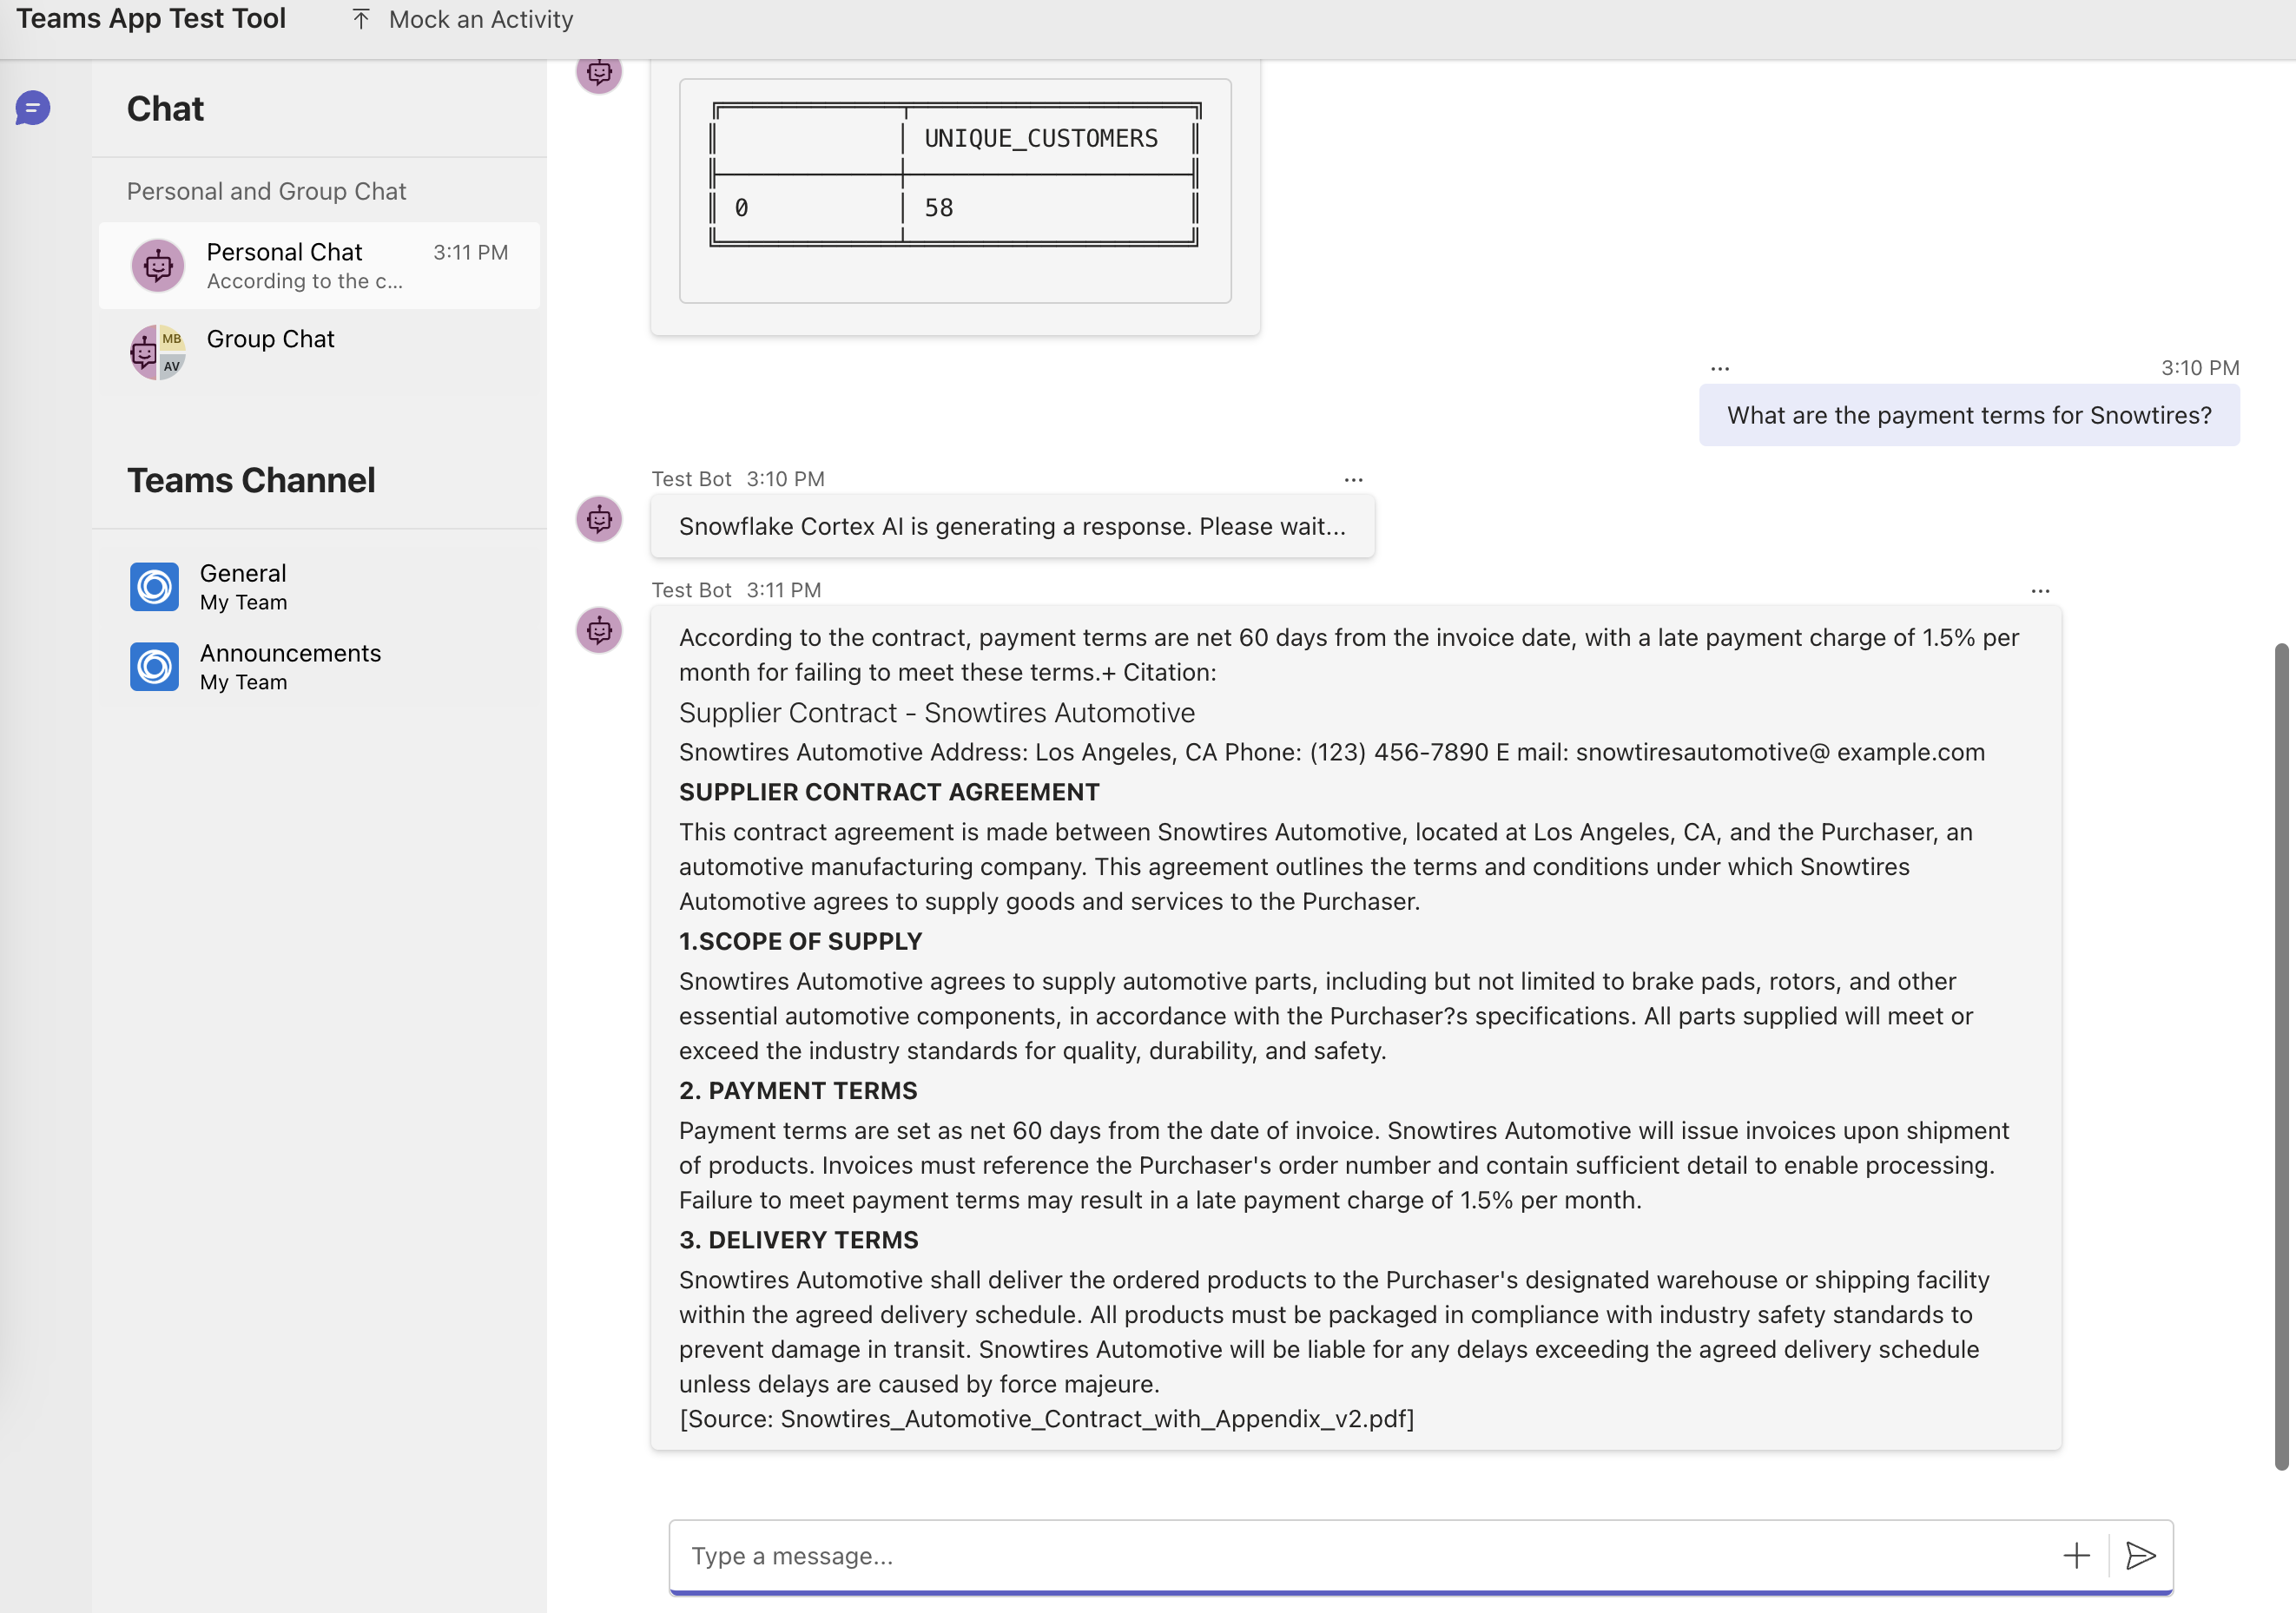 Teams App Test Tool
Mock an Activity
Chat
Personal and Group Chat
Personal Chat 3:11 PM
According to the c...
MB
AV
Group Chat
Teams Channel
General
My Team
Announcements
My Team
UNIQUE_CUSTOMERS
0 58
... 3:10 PM
What are the payment terms for Snowtires?
Test Bot 3:10 PM ...
Snowflake Cortex AI is generating a response. Please wait...
Test Bot 3:11 PM ...
According to the contract, payment terms are net 60 days from the invoice date, with a late payment charge of 1.5% per
month for failing to meet these terms.+ Citation:
Supplier Contract - Snowtires Automotive
Snowtires Automotive Address: Los Angeles, CA Phone: (123) 456-7890 E mail: snowtiresautomotive@ example.com
SUPPLIER CONTRACT AGREEMENT
This contract agreement is made between Snowtires Automotive, located at Los Angeles, CA, and the Purchaser, an
automotive manufacturing company. This agreement outlines the terms and conditions under which Snowtires
Automotive agrees to supply goods and services to the Purchaser.
1.SCOPE OF SUPPLY
Snowtires Automotive agrees to supply automotive parts, including but not limited to brake pads, rotors, and other
essential automotive components, in accordance with the Purchaser?s specifications. All parts supplied will meet or
exceed the industry standards for quality, durability, and safety.
2. PAYMENT TERMS
Payment terms are set as net 60 days from the date of invoice. Snowtires Automotive will issue invoices upon shipment
of products. Invoices must reference the Purchaser's order number and contain sufficient detail to enable processing.
Failure to meet payment terms may result in a late payment charge of 1.5% per month.
3. DELIVERY TERMS
Snowtires Automotive shall deliver the ordered products to the Purchaser's designated warehouse or shipping facility
within the agreed delivery schedule. All products must be packaged in compliance with industry safety standards to
prevent damage in transit. Snowtires Automotive will be liable for any delays exceeding the agreed delivery schedule
unless delays are caused by force majeure.
[Source: Snowtires_Automotive_Contract_with_Appendix_v2.pdf]
Type a message...